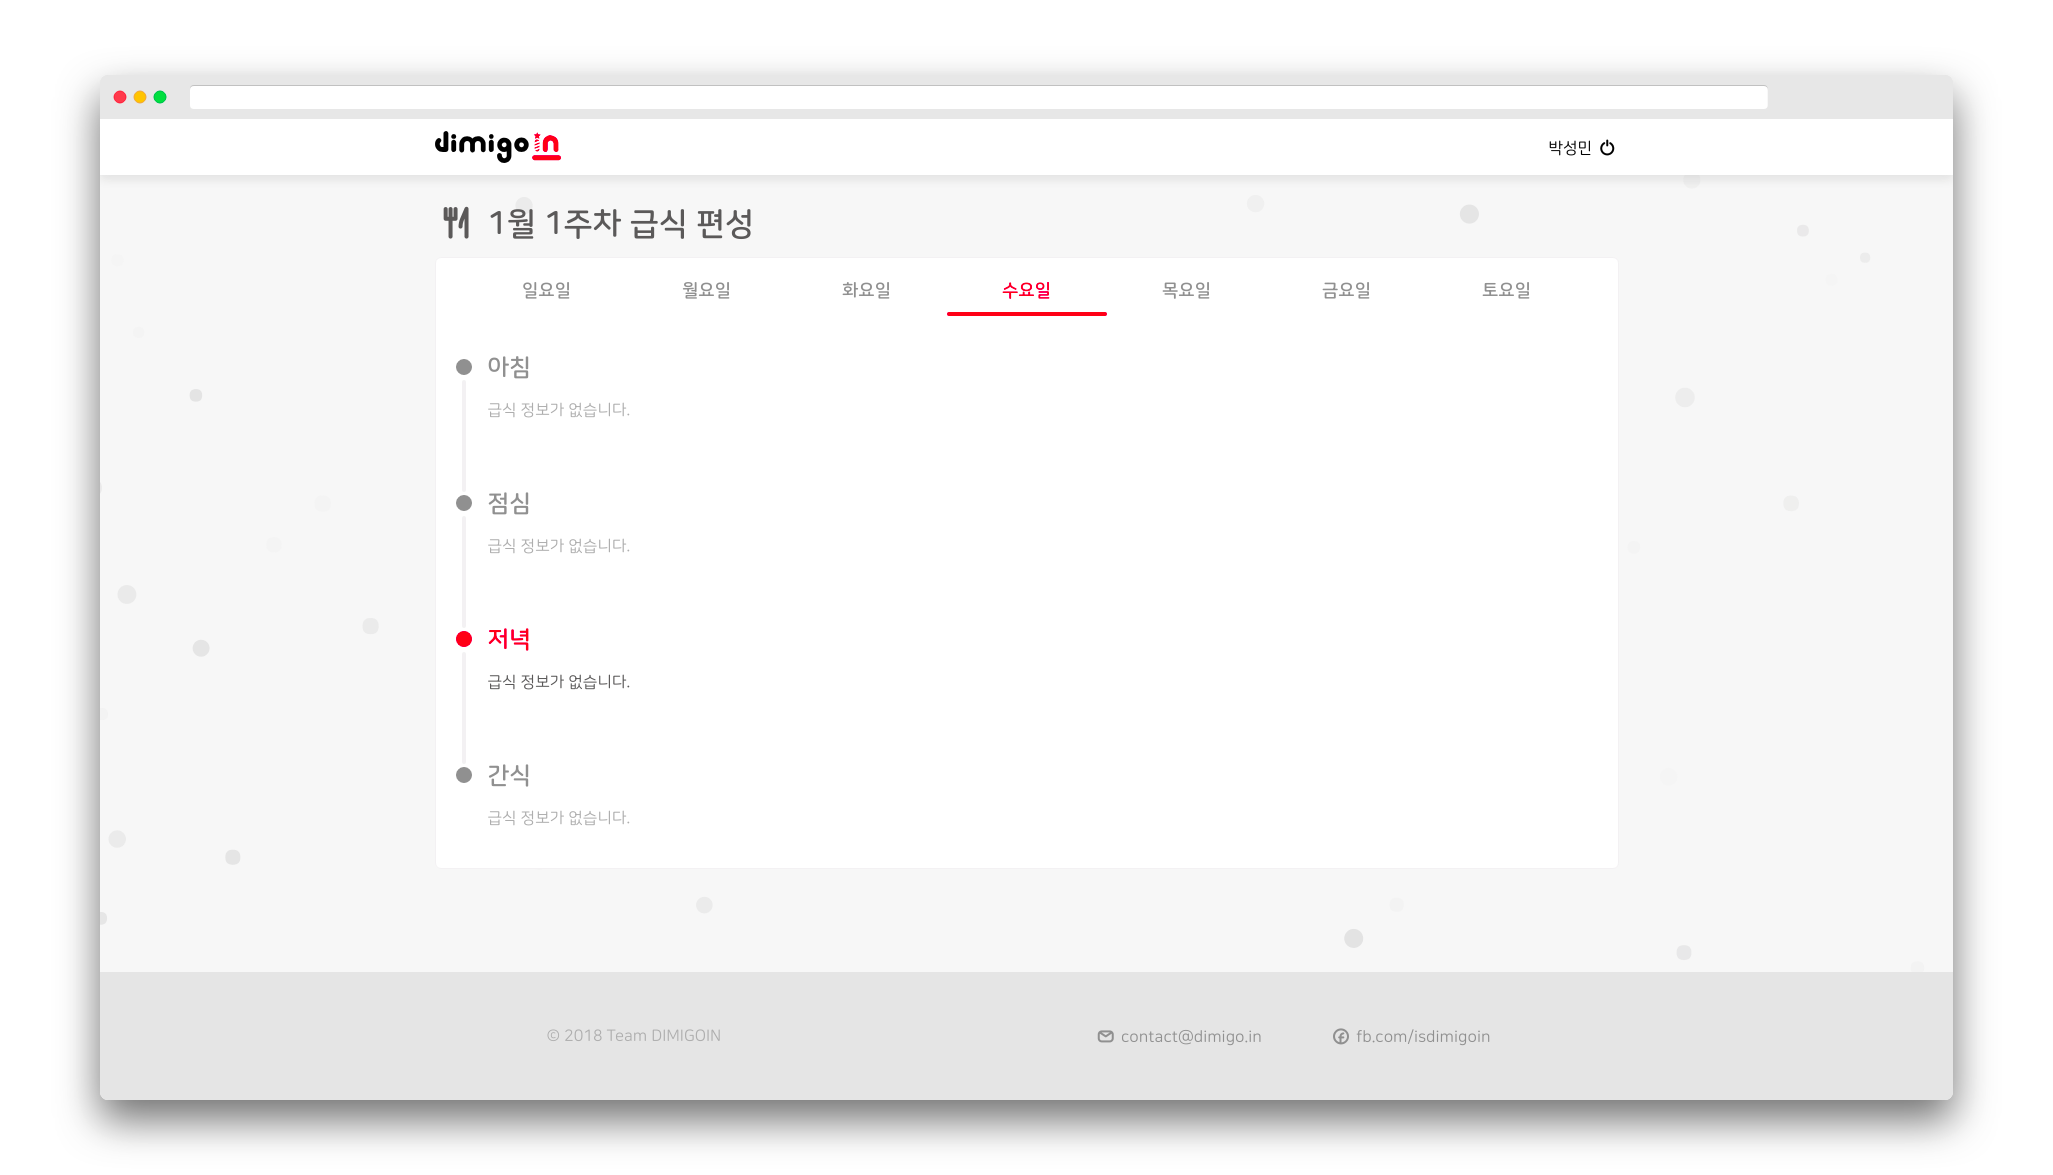 dimigoin
박성민
1월 1주차 급식 편성
일요일 월요일 화요일 수요일 목요일 금요일 토요일
아침
급식 정보가 없습니다.
점심
급식 정보가 없습니다.
저녁
급식 정보가 없습니다.
간식
급식 정보가 없습니다.
© 2018 Team DIMIGOIN contact@dimigo.in fb.com/isdimigoin